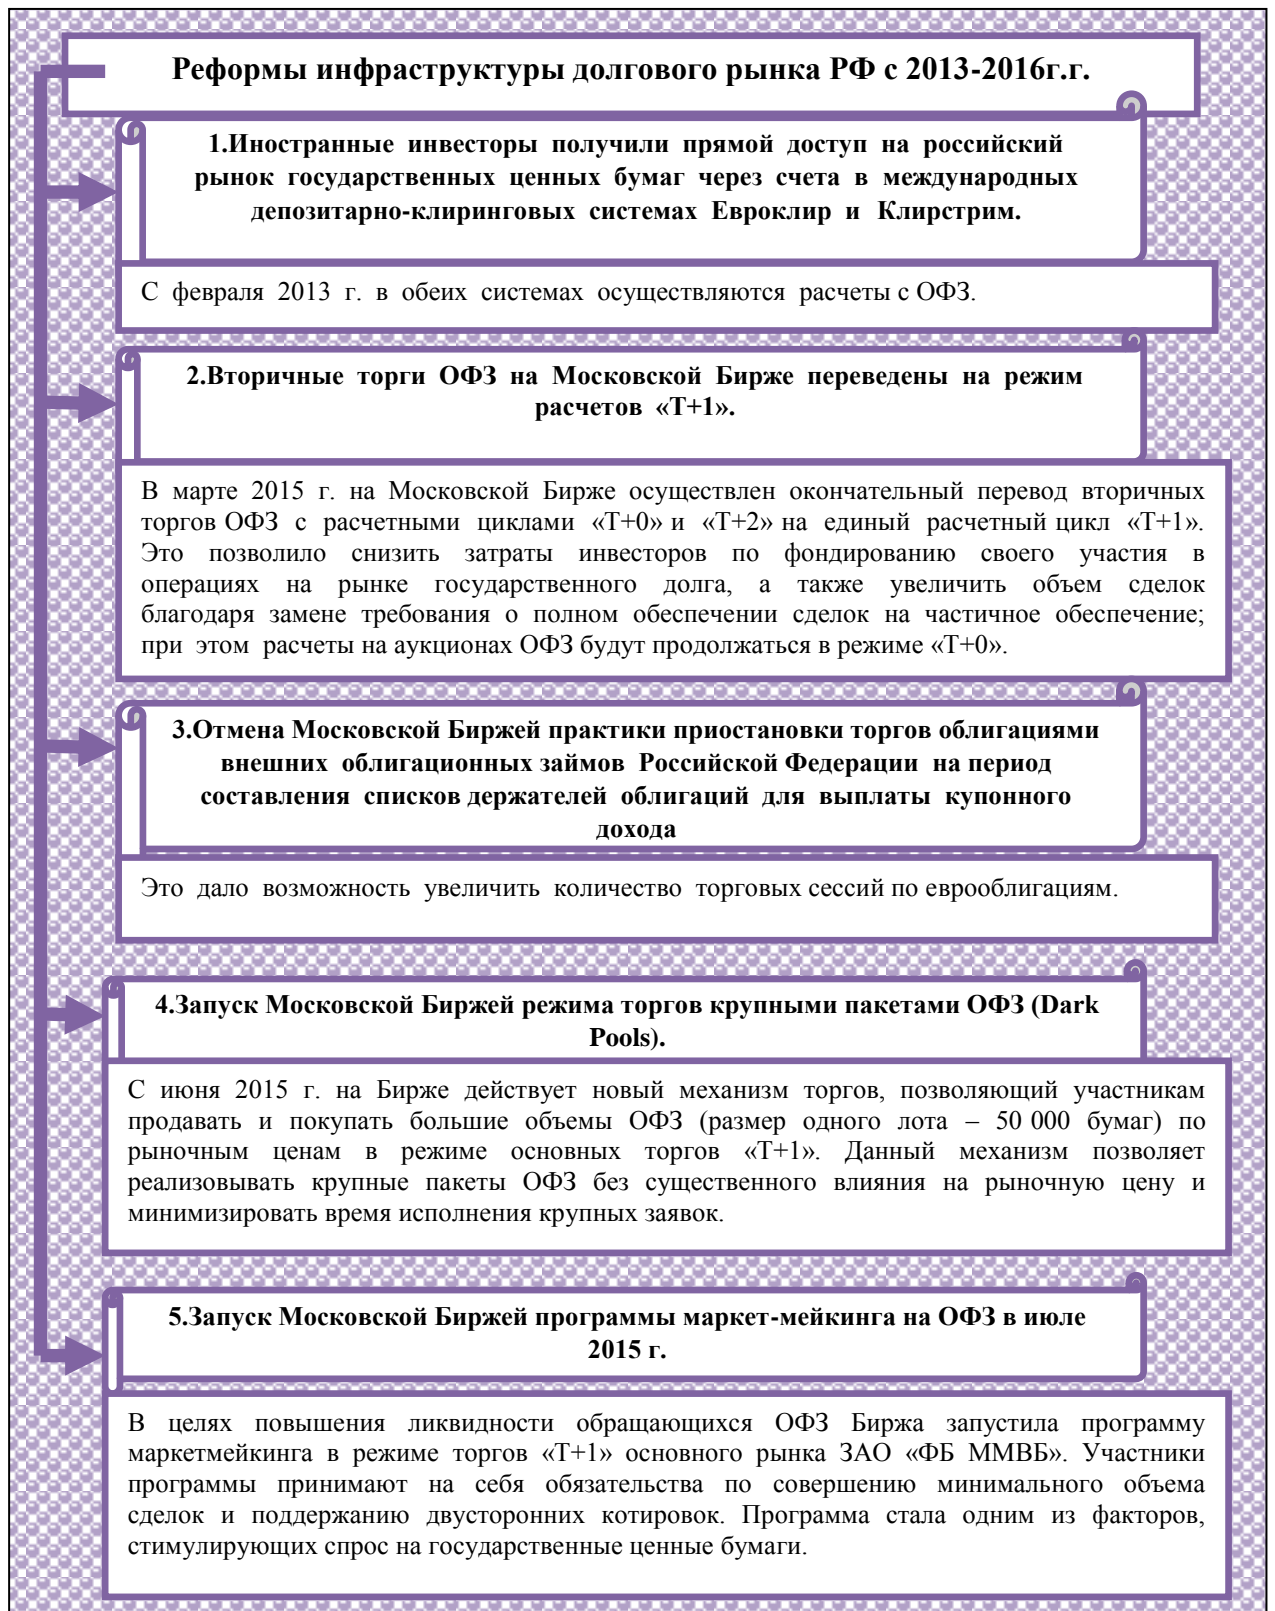 Реформы инфраструктуры долгового рынка РФ с 2013-2016г.г.
1.Иностранные инвесторы получили прямой доступ на российский
рынок государственных ценных бумаг через счета в международных
депозитарно-клиринговых системах Евроклир и Клирстрим.
С февраля 2013 г. в обеих системах осуществляются расчеты с ОФЗ.
2.Вторичные торги ОФЗ на Московской Бирже переведены на режим
расчетов «Т+1».
В марте 2015 г. на Московской Бирже осуществлен окончательный перевод вторичных
торгов ОФЗ с расчетными циклами «Т+0» и «Т+2» на единый расчетный цикл «Т+1».
Это позволило снизить затраты инвесторов по фондированию своего участия в
операциях на рынке государственного долга, а также увеличить объем сделок
благодаря замене требования о полном обеспечении сделок на частичное обеспечение;
при этом расчеты на аукционах ОФЗ будут продолжаться в режиме «Т+0».
3.Отмена Московской Биржей практики приостановки торгов облигациями
внешних облигационных займов Российской Федерации на период
составления списков держателей облигаций для выплаты купонного
дохода
Это дало возможность увеличить количество торговых сессий по еврооблигациям.
4.Запуск Московской Биржей режима торгов крупными пакетами ОФЗ (Dark
Pools).
С июня 2015 г. на Бирже действует новый механизм торгов, позволяющий участникам
продавать и покупать большие объемы ОФЗ (размер одного лота – 50 000 бумаг) по
рыночным ценам в режиме основных торгов «Т+1». Данный механизм позволяет
реализовывать крупные пакеты ОФЗ без существенного влияния на рыночную цену и
минимизировать время исполнения крупных заявок.
5.Запуск Московской Биржей программы маркет-мейкинга на ОФЗ в июле
2015 г.
В целях повышения ликвидности обращающихся ОФЗ Биржа запустила программу
маркетмейкинга в режиме торгов «Т+1» основного рынка ЗАО «ФБ ММВБ». Участники
программы принимают на себя обязательства по совершению минимального объема
сделок и поддержанию двусторонних котировок. Программа стала одним из факторов,
стимулирующих спрос на государственные ценные бумаги.